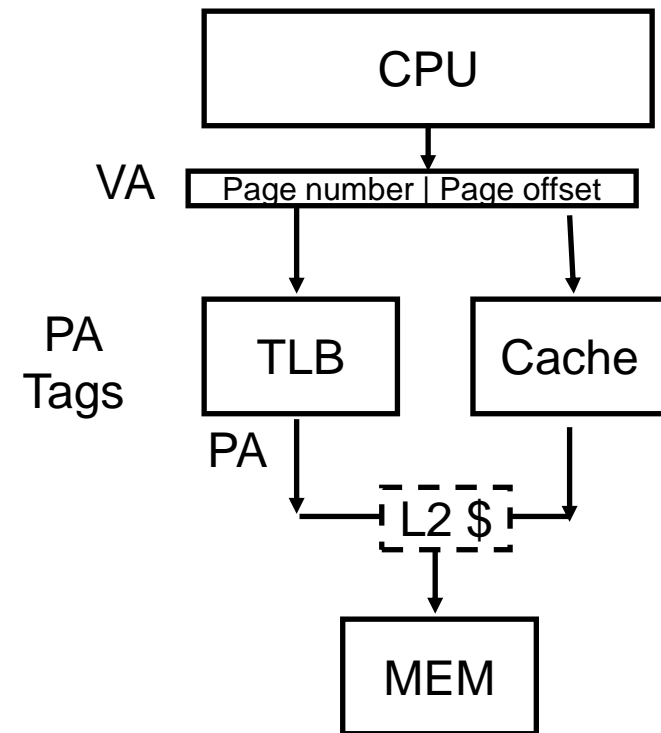 CPU
VA
Page number | Page offset
PA
Tags
TLB
Cache
PA
L2 $
MEM